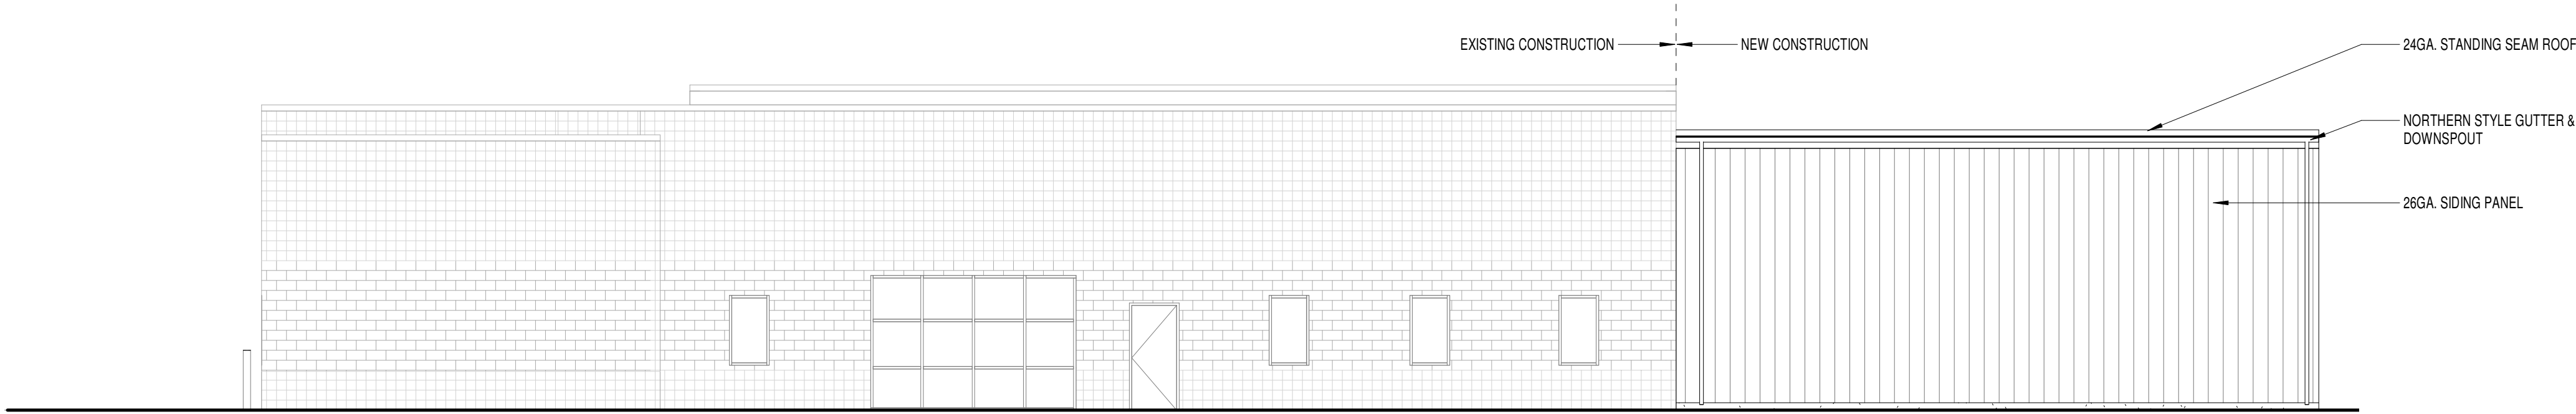 EXISTING CONSTRUCTION
NEW CONSTRUCTION
24GA. STANDING SEAM ROOF
NORTHERN STYLE GUTTER &
DOWNSPOUT
26GA. SIDING PANEL